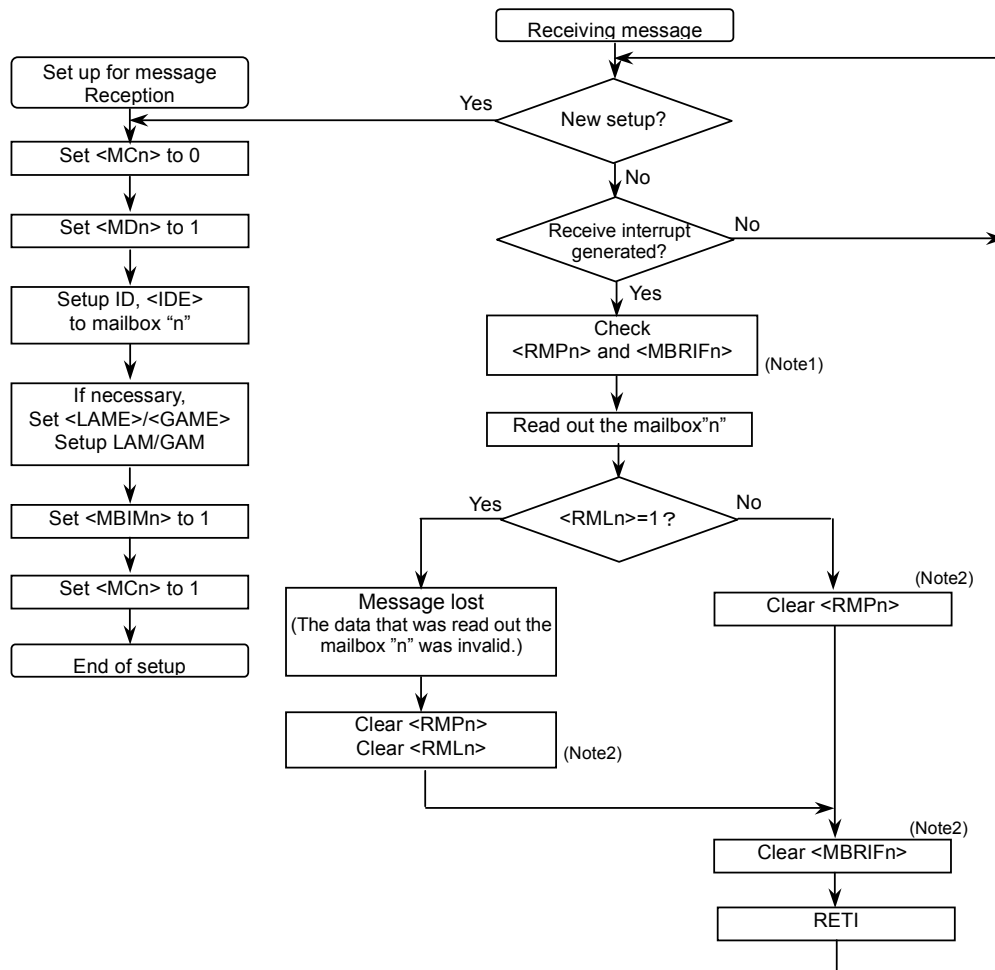 Receiving message
Set up for message
Reception
Yes
New setup?
Set <MCn> to 0
No
Set <MDn> to 1
Receive interrupt
generated?
No
Yes
Setup ID, <IDE>
to mailbox “n”
Check
<RMPn> and <MBRIFn>
(Note1)
If necessary,
Set <LAME>/<GAME>
Setup LAM/GAM
Read out the mailbox"n"
Yes
No
<RMLn>=1?
Set <MBIMn> to 1
Set <MCn> to 1
Message lost
(The data that was read out the
mailbox "n" was invalid.)
(Note2)
Clear <RMPn>
End of setup
Clear <RMPn>
Clear <RMLn>
(Note2)
(Note2)
Clear <MBRIFn>
RETI